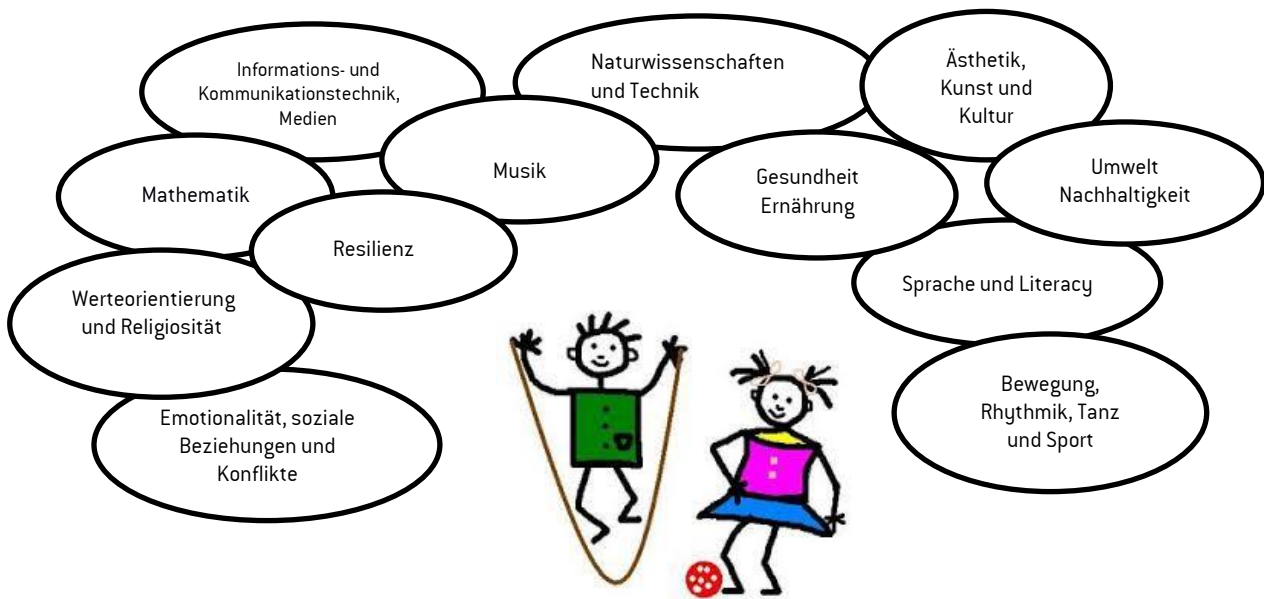 Informations- und
Kommunikationstechnik,
Medien
Naturwissenschaften
und Technik
Ästhetik,
Kunst und
Kultur
Mathematik
Musik
Gesundheit
Ernährung
Umwelt
Nachhaltigkeit
Resilienz
Werteorientierung
und Religiosität
Sprache und Literacy
Emotionalität, soziale
Beziehungen und
Konflikte
Bewegung,
Rhythmik, Tanz
und Sport